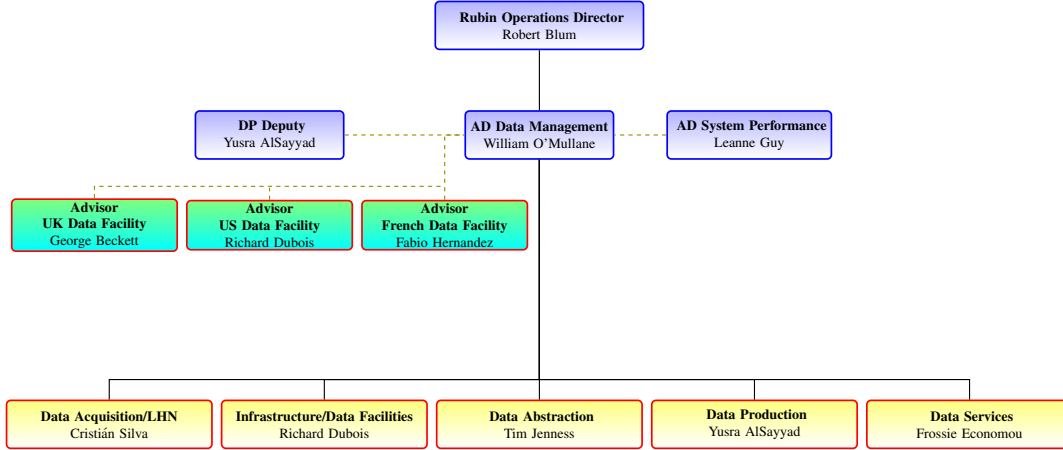 Rubin Operations Director
Robert Blum
DP Deputy
Yusra AlSayyad
AD Data Management
William O'Mullane
AD System Performance
Leanne Guy
Advisor
UK Data Facility
George Beckett
Advisor
US Data Facility
Richard Dubois
Advisor
French Data Facility
Fabio Hernandez
Data Acquisition/LHN
Cristián Silva
Infrastructure/Data Facilities
Richard Dubois
Data Abstraction
Tim Jenness
Data Production
Yusra AlSayyad
Data Services
Frossie Economou